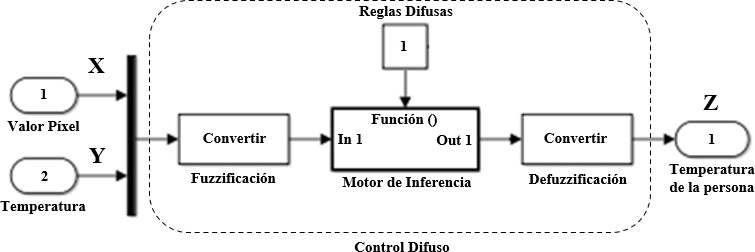 Reglas Difusas
1
X
1
Valor Píxel
Función ()
Convertir
In 1
Out 1
Convertir
Z
1
Y
2
Temperatura
Fuzzificación
Motor de Inferencia
Defuzzificación
Temperatura
de la persona
Control Difuso